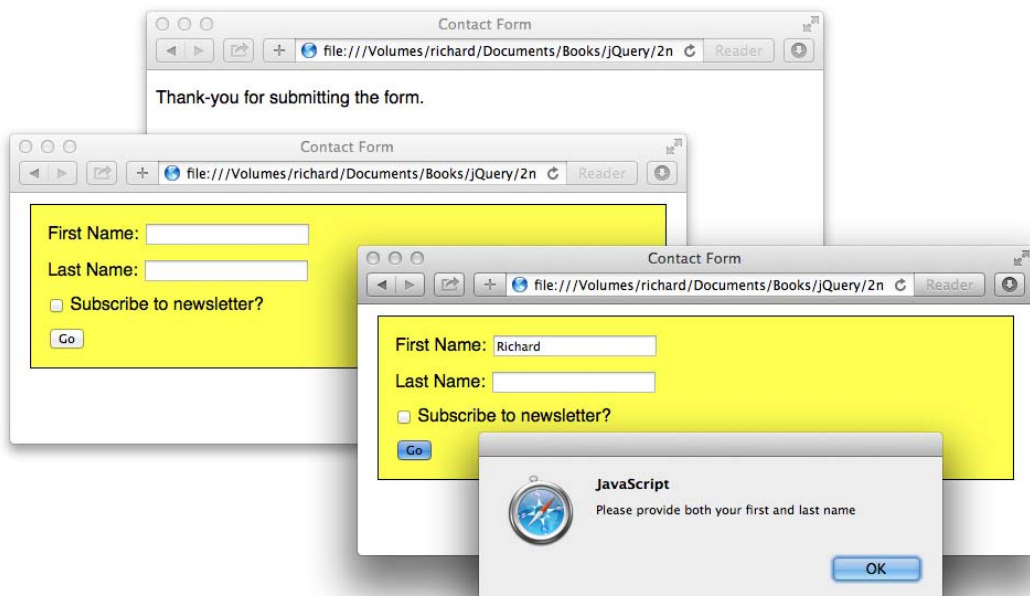 Contact Form
file:///Volumes/richard/Documents/Books/jQuery/2n
Reader
Thank-you for submitting the form.
Contact Form
file:///Volumes/richard/Documents/Books/jQuery/2n
Reader
First Name:
Last Name:
Subscribe to newsletter?
Go
Contact Form
file:///Volumes/richard/Documents/Books/jQuery/2n
Reader
First Name: Richard
Last Name:
Subscribe to newsletter?
Go
JavaScript
Please provide both your first and last name
OK